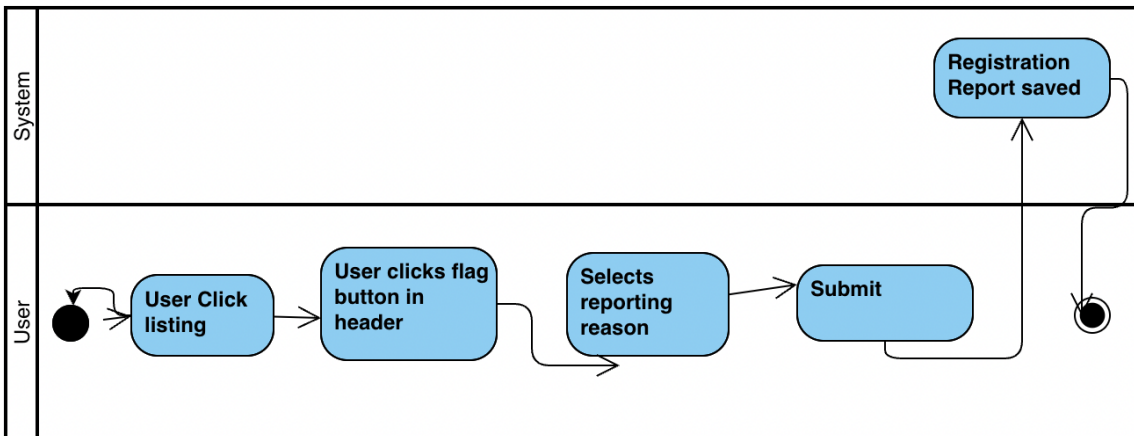 System
Registration
Report saved
User
User Click
listing
User clicks flag
button in
header
Selects
reporting
reason
Submit